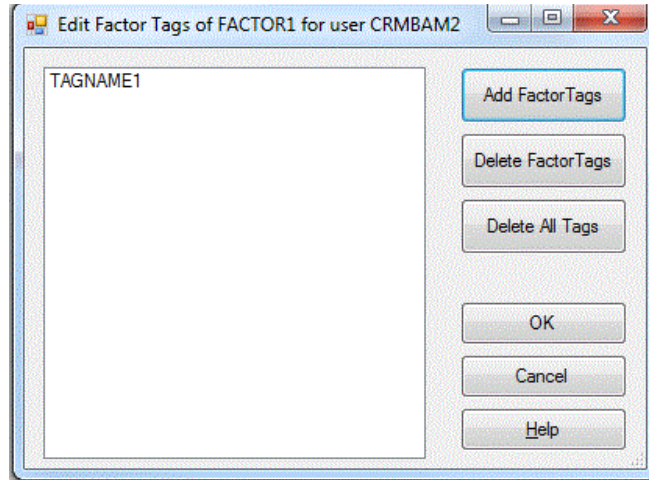 Edit Factor Tags of FACTOR1 for user CRMBAM2
TAGNAME1
Add FactorTags
Delete FactorTags
Delete All Tags
OK
Cancel
Help